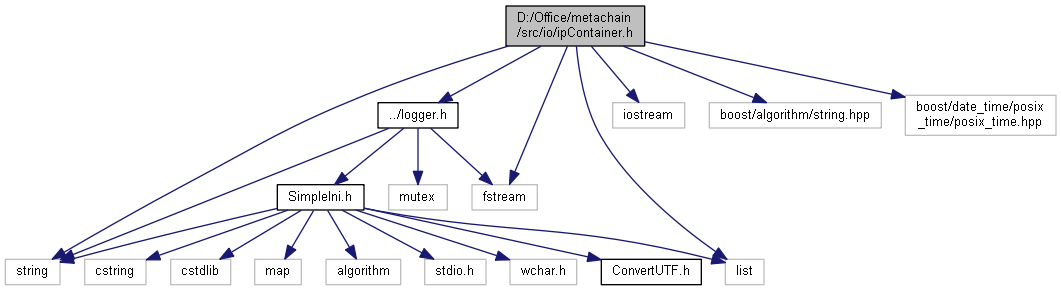 D:/Office/metachain
/src/io/ipContainer.h
../logger.h
iostream
boost/algorithm/string.hpp
boost/date_time/posix
_time/posix_time.hpp
SimpleIni.h
mutex
fstream
string
cstring
cstdlib
map
algorithm
stdio.h
wchar.h
ConvertUTF.h
list